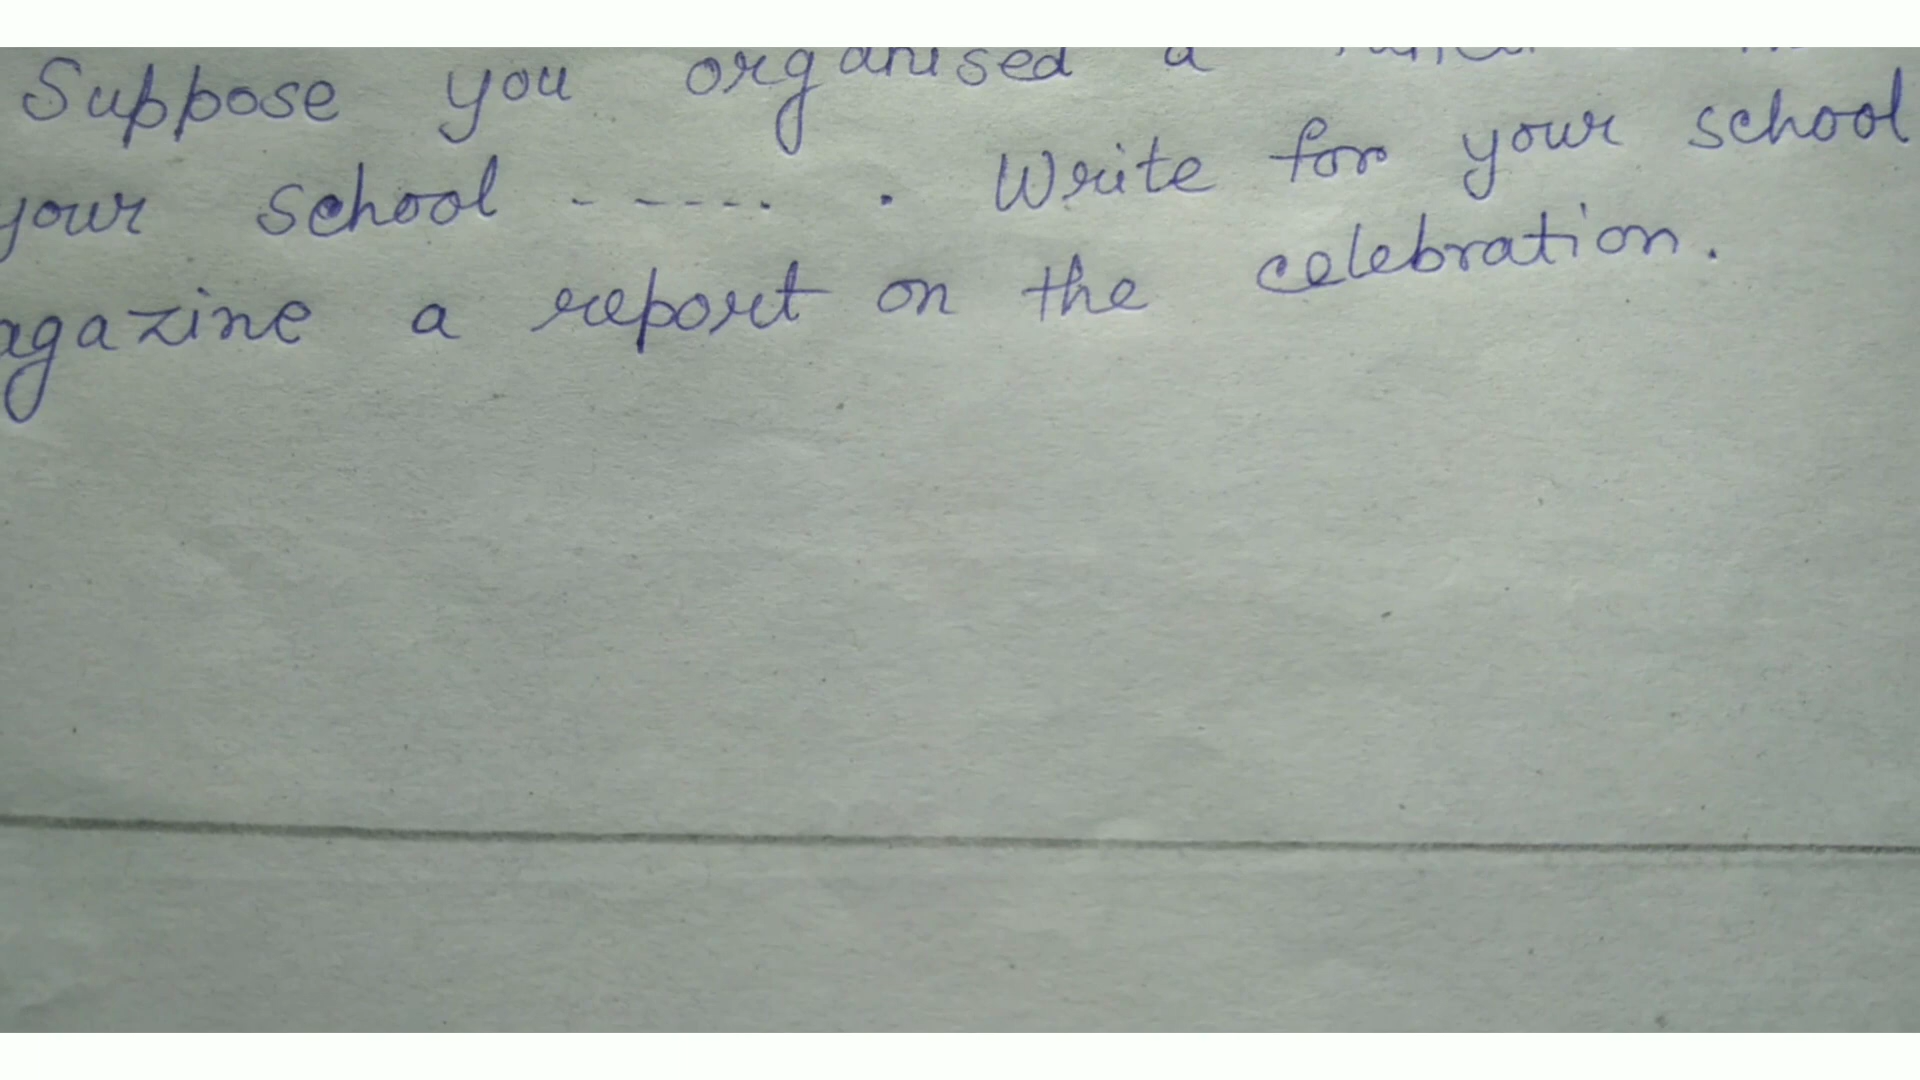 Suppose you organised a
your school - - - - - . . Write for your school
agazine a report on the celebration.